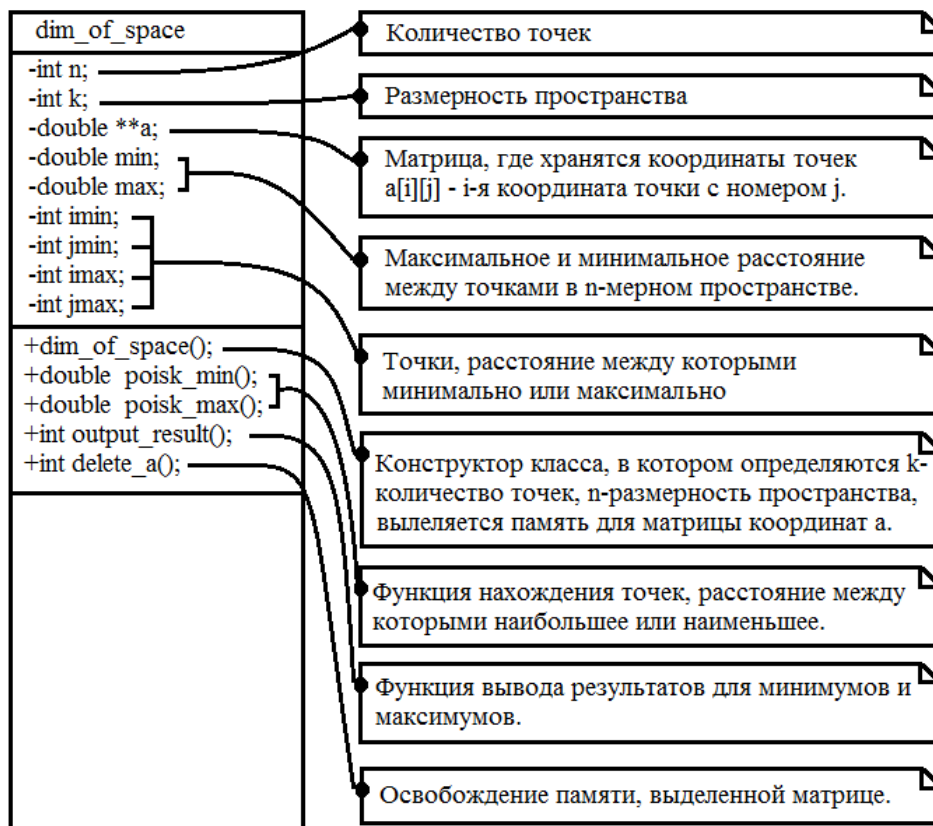 dim_of_space
-int n;
-int k;
-double **a;
-double min;
-double max;
-int imin;
-int jmin;
-int imax;
-int jmax;
+dim_of_space();
+double poisk_min();
+double poisk_max();
+int output_result();
+int delete_a();
Количество точек
Размерность пространства
Матрица, где хранятся координаты точек
a[i][j] - i-я координата точки с номером j.
Максимальное и минимальное расстояние
между точками в n-мерном пространстве.
Точки, расстояние между которыми
минимально или максимально
Конструктор класса, в котором определяются k-
количество точек, n-размерность пространства,
вылеляется память для матрицы координат a.
Функция нахождения точек, расстояние между
которыми наибольшее или наименьшее.
Функция вывода результатов для минимумов и
максимумов.
Освобождение памяти, выделенной матрице.